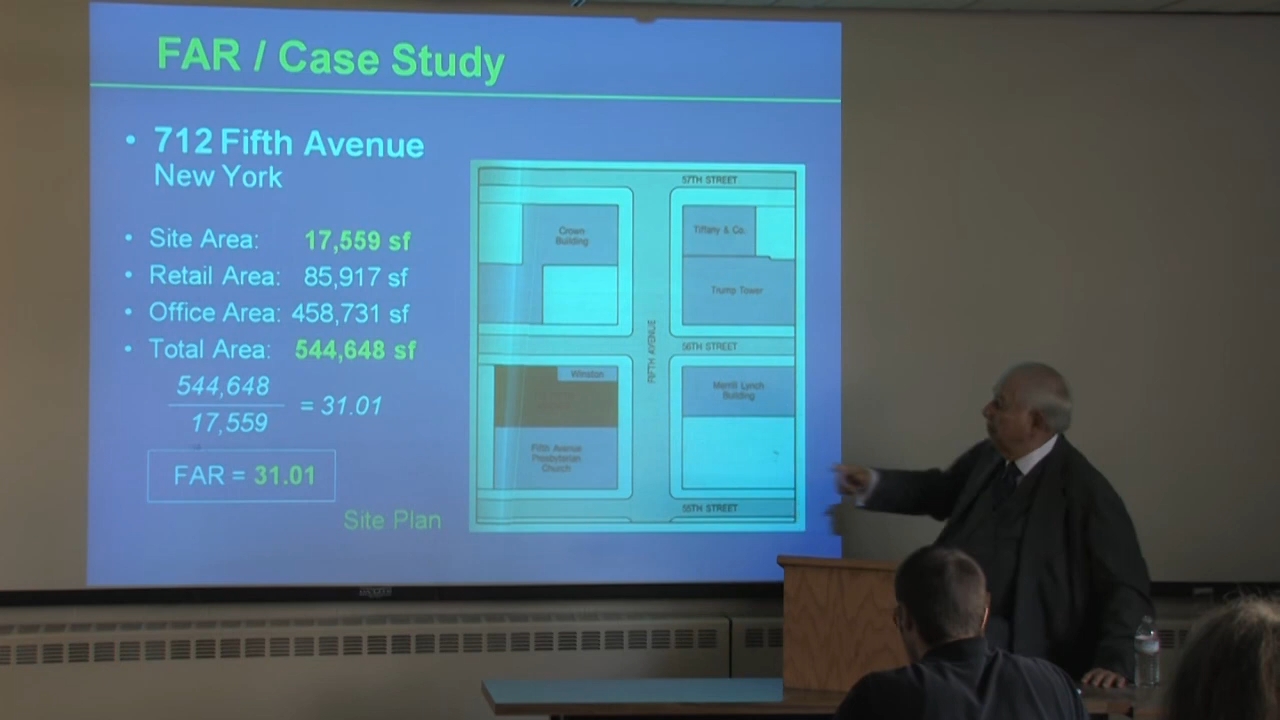 FAR / Case Study
• 712 Fifth Avenue
New York
• Site Area: 17,559 sf
• Retail Area: 85,917 sf
• Office Area: 458,731 sf
• Total Area: 544,648 sf
544,648
17,559
= 31.01
FAR = 31.01
Site Plan
57TH STREET
Crown
Building
Tiffany & Co.
Trump Tower
FIFTH AVENUE
56TH STREET
Winston
Merrill Lynch
Building
Fifth Avenue
Presbyterian
Church
55TH STREET